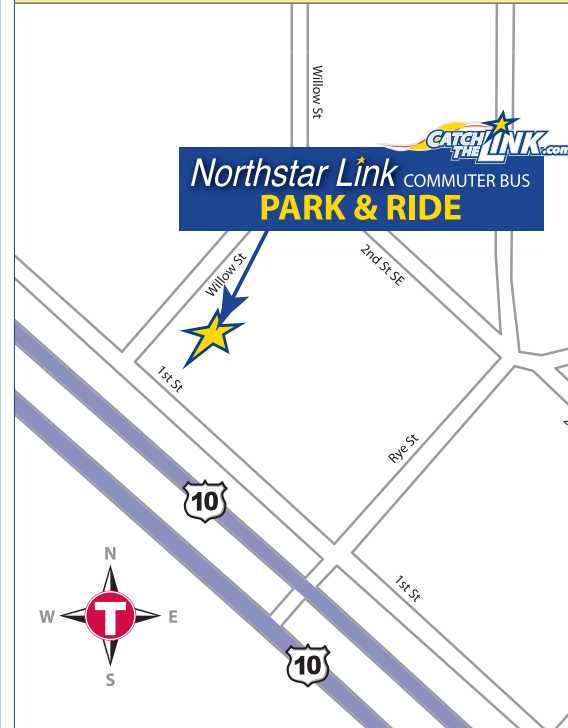 Willow St
CATCH
THE LINK.com
Northstar Link COMMUTER BUS
PARK & RIDE
Willow St
2nd St SE
1st St
Rye St
10
1st St
N
W T E
S
10